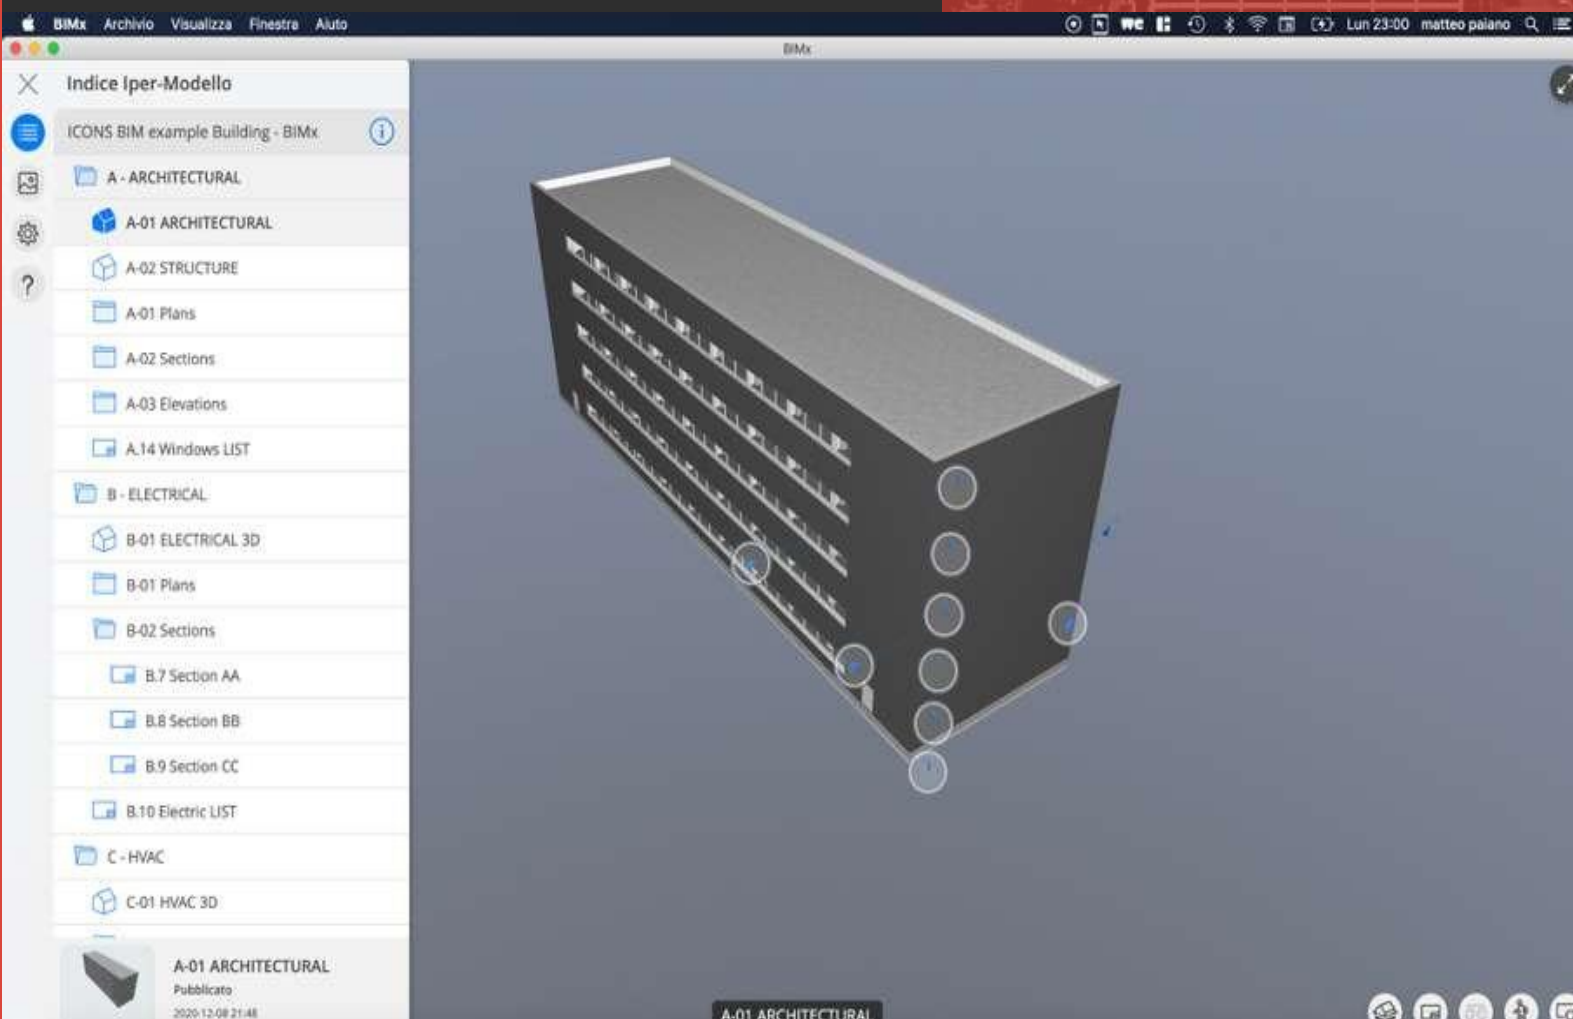 BIMx Archivio Visualizza Finestra Aiuto
Lun 23:00 matteo paiano
BIMx
Indice Iper-Modello
ICONS BIM example Building - BIMx
A - ARCHITECTURAL
A-01 ARCHITECTURAL
A-02 STRUCTURE
A-01 Plans
A-02 Sections
A-03 Elevations
A.14 Windows LIST
B - ELECTRICAL
B-01 ELECTRICAL 3D
B-01 Plans
B-02 Sections
B.7 Section AA
B.8 Section BB
B.9 Section CC
B.10 Electric LIST
C - HVAC
C-01 HVAC 3D
A-01 ARCHITECTURAL
Pubblicato
2020-12-08 21:48
A-01 ARCHITECTURAL